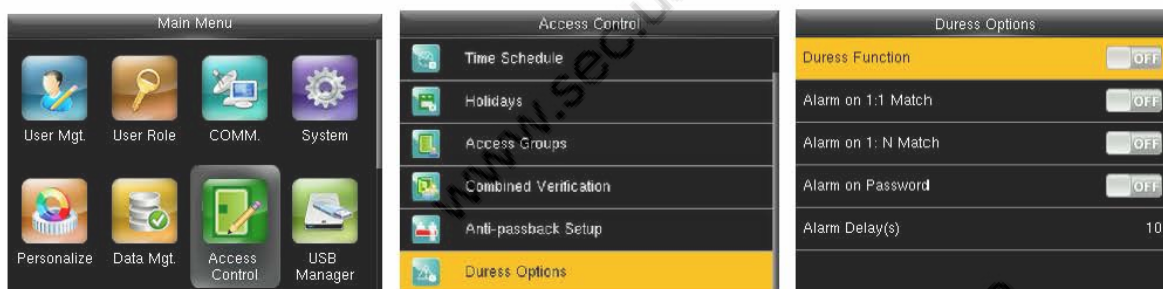 Main Menu
User Mgt.
User Role
COMM.
System
Personalize
Data Mgt.
Access
Control
USB
Manager
Access Control
Time Schedule
Holidays
Access Groups
Combined Verification
Anti-passback Setup
Duress Options
Duress Options
Duress Function OFF
Alarm on 1:1 Match OFF
Alarm on 1: N Match OFF
Alarm on Password OFF
Alarm Delay(s) 10